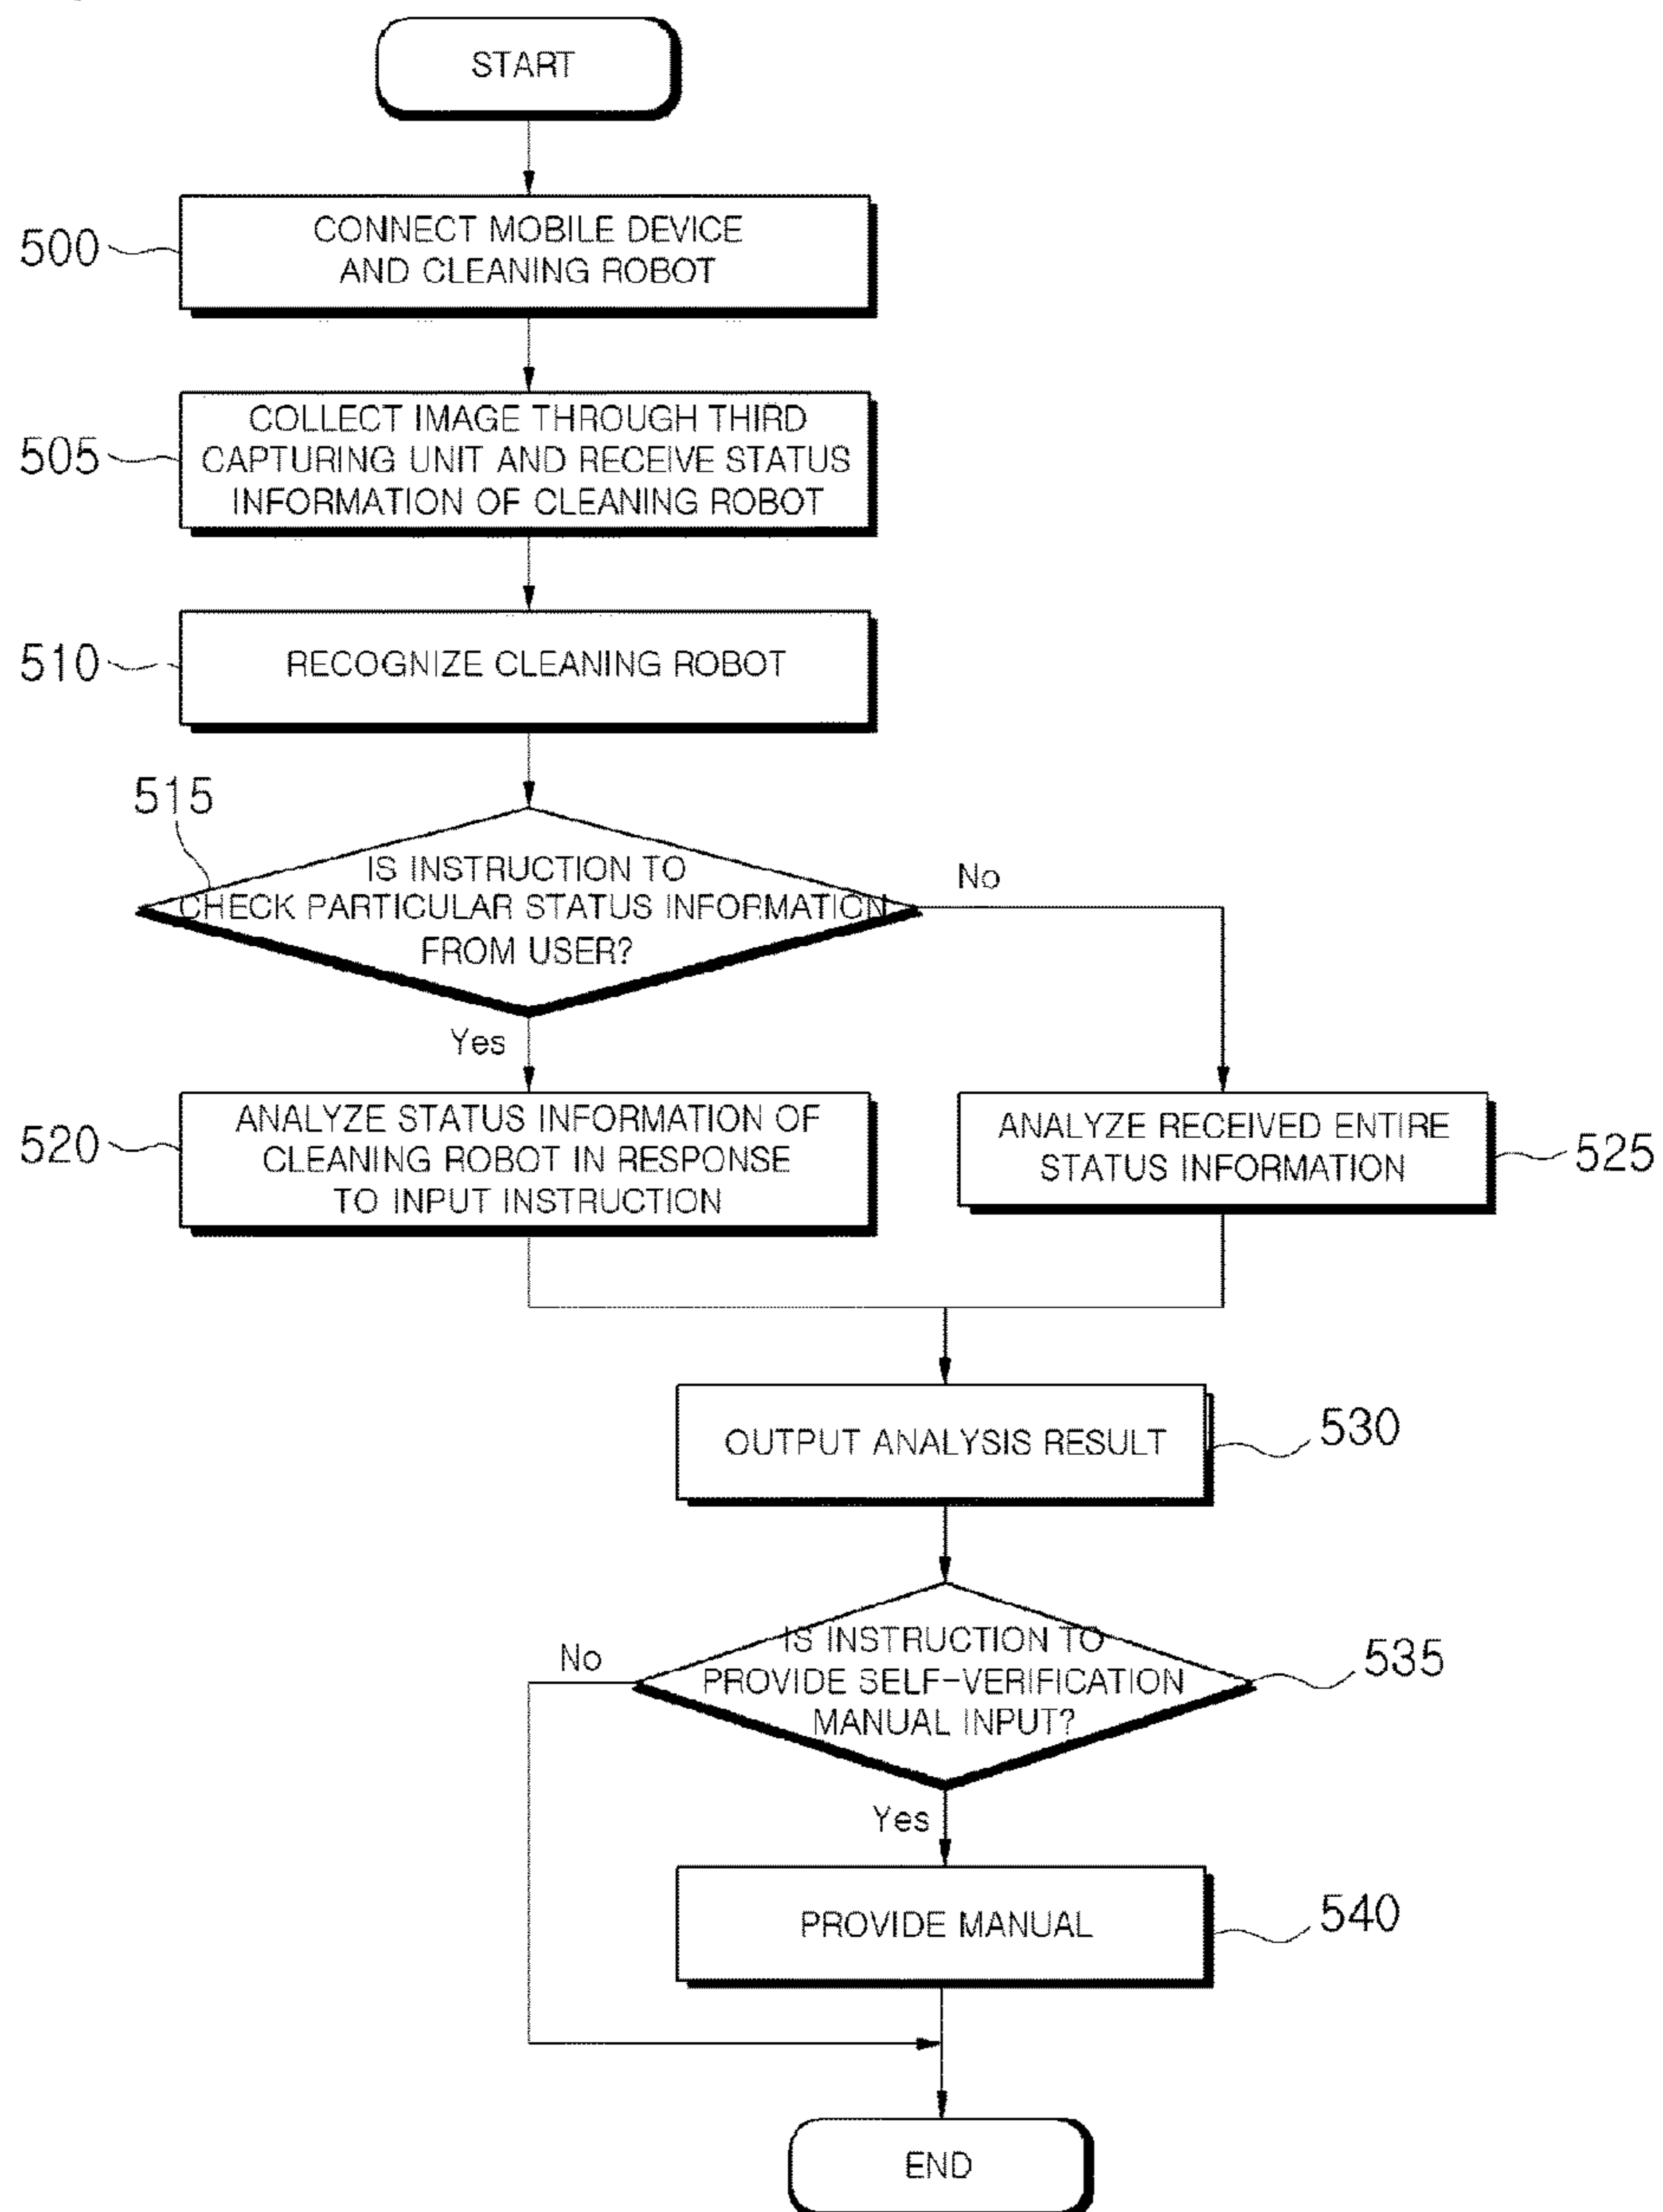 START
500
CONNECT MOBILE DEVICE
AND CLEANING ROBOT
505
COLLECT IMAGE THROUGH THIRD
CAPTURING UNIT AND RECEIVE STATUS
INFORMATION OF CLEANING ROBOT
510
RECOGNIZE CLEANING ROBOT
515
IS INSTRUCTION TO
CHECK PARTICULAR STATUS INFORMATION
FROM USER?
No
Yes
520
ANALYZE STATUS INFORMATION OF
CLEANING ROBOT IN RESPONSE
TO INPUT INSTRUCTION
ANALYZE RECEIVED ENTIRE
STATUS INFORMATION
525
OUTPUT ANALYSIS RESULT
530
IS INSTRUCTION TO
PROVIDE SELF-VERIFICATION
MANUAL INPUT?
535
No
Yes
PROVIDE MANUAL
540
END